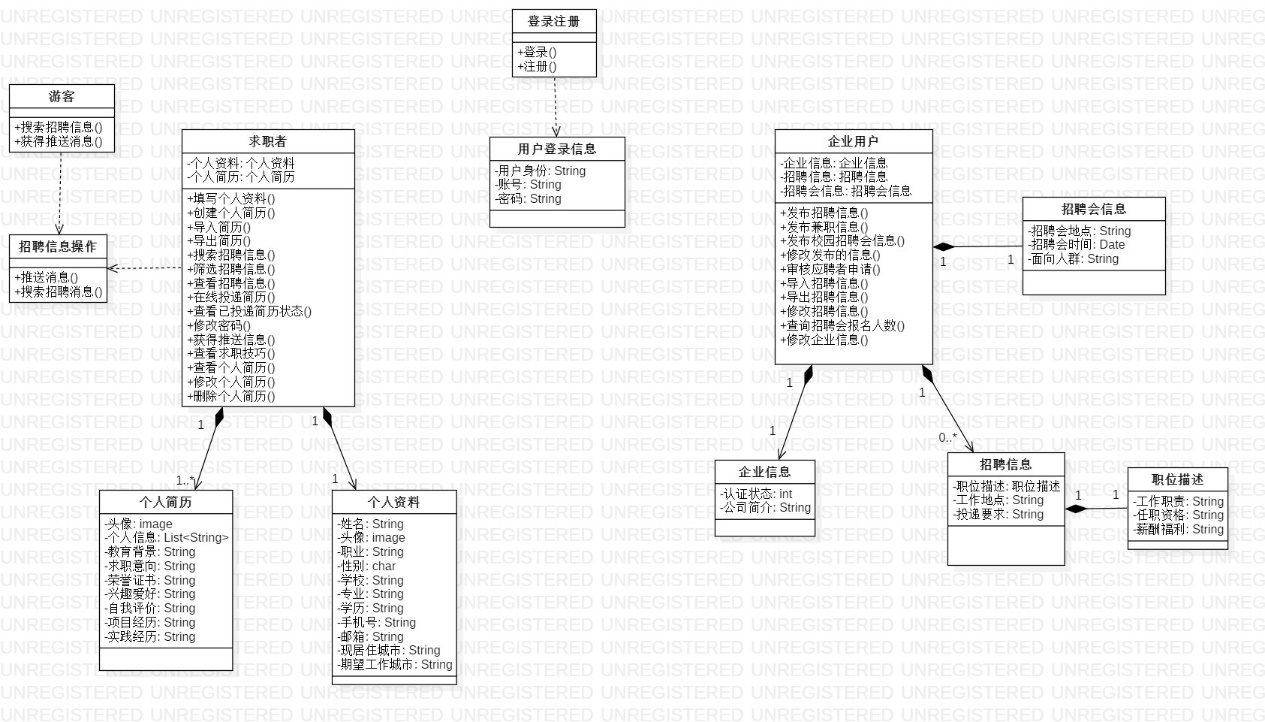 登录注册
+登录()
+注册()
游客
+搜索招聘信息()
+获得推送消息()
求职者
-个人资料: 个人资料
-个人简历: 个人简历
+填写个人资料()
+创建个人简历()
+导入简历()
+导出简历()
+搜索招聘信息()
+筛选招聘信息()
+查看招聘信息()
+在线投递简历()
+查看已投递简历状态()
+修改密码()
+获得推送信息()
+查看求职技巧()
+查看个人简历()
+修改个人简历()
+删除个人简历()
用户登录信息
-用户身份: String
-账号: String
-密码: String
企业用户
-企业信息: 企业信息
-招聘信息: 招聘信息
-招聘会信息: 招聘会信息
+发布招聘信息()
+发布兼职信息()
+发布校园招聘会信息()
+修改发布的信息()
+审核应聘者申请()
+导入招聘信息()
+导出招聘信息()
+修改招聘信息()
+查询招聘会报名人数()
+修改企业信息()
招聘会信息
-招聘会地点: String
-招聘会时间: Date
-面向人群: String
1
1
招聘信息操作
+推送消息()
+搜索招聘消息()
1
1
1..*
1
1
1
1
0..*
个人简历
-头像: image
-个人信息: List<String>
-教育背景: String
-求职意向: String
-荣誉证书: String
-兴趣爱好: String
-自我评价: String
-项目经历: String
-实践经历: String
个人资料
-姓名: String
-头像: image
-职业: String
-性别: char
-学校: String
-专业: String
-学历: String
-手机号: String
-邮箱: String
-现居住城市: String
-期望工作城市: String
企业信息
-认证状态: int
-公司简介: String
招聘信息
-职位描述: 职位描述
-工作地点: String
-投递要求: String
1
1
职位描述
-工作职责: String
-任职资格: String
-薪酬福利: String
UNREGISTERED UNREGISTERED UNREGISTERED UNREGISTERED UNREGISTERED UNREGISTERED UNREGISTERED UNREGISTERED